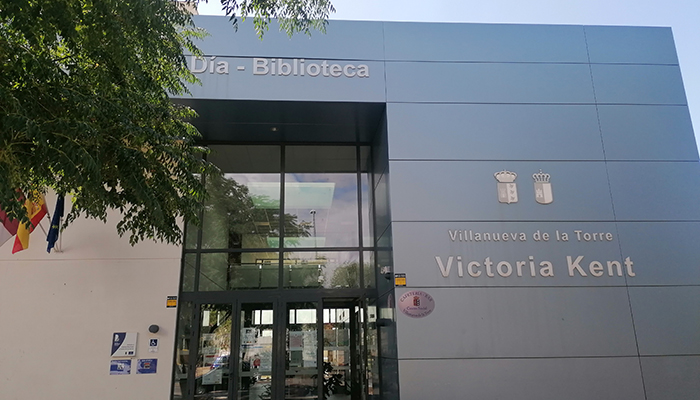 Día - Biblioteca
Villanueva de la Torre
Victoria Kent